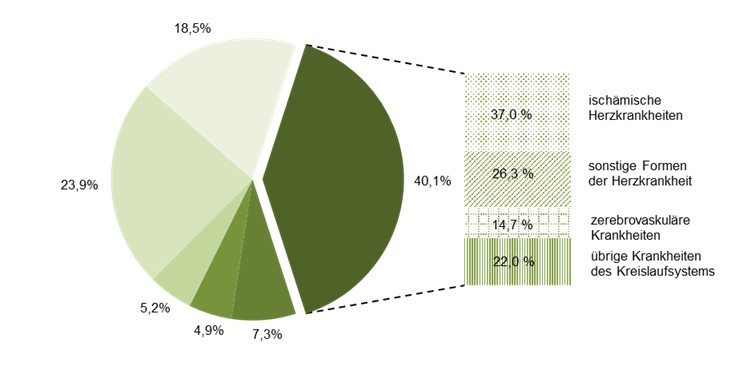 18,5%
23,9%
5,2%
4,9%
7,3%
40,1%
37,0 %
ischämische
Herzkrankheiten
26,3 %
sonstige Formen
der Herzkrankheit
14,7 %
zerebrovaskuläre
Krankheiten
22,0 %
übrige Krankheiten
des Kreislaufsystems